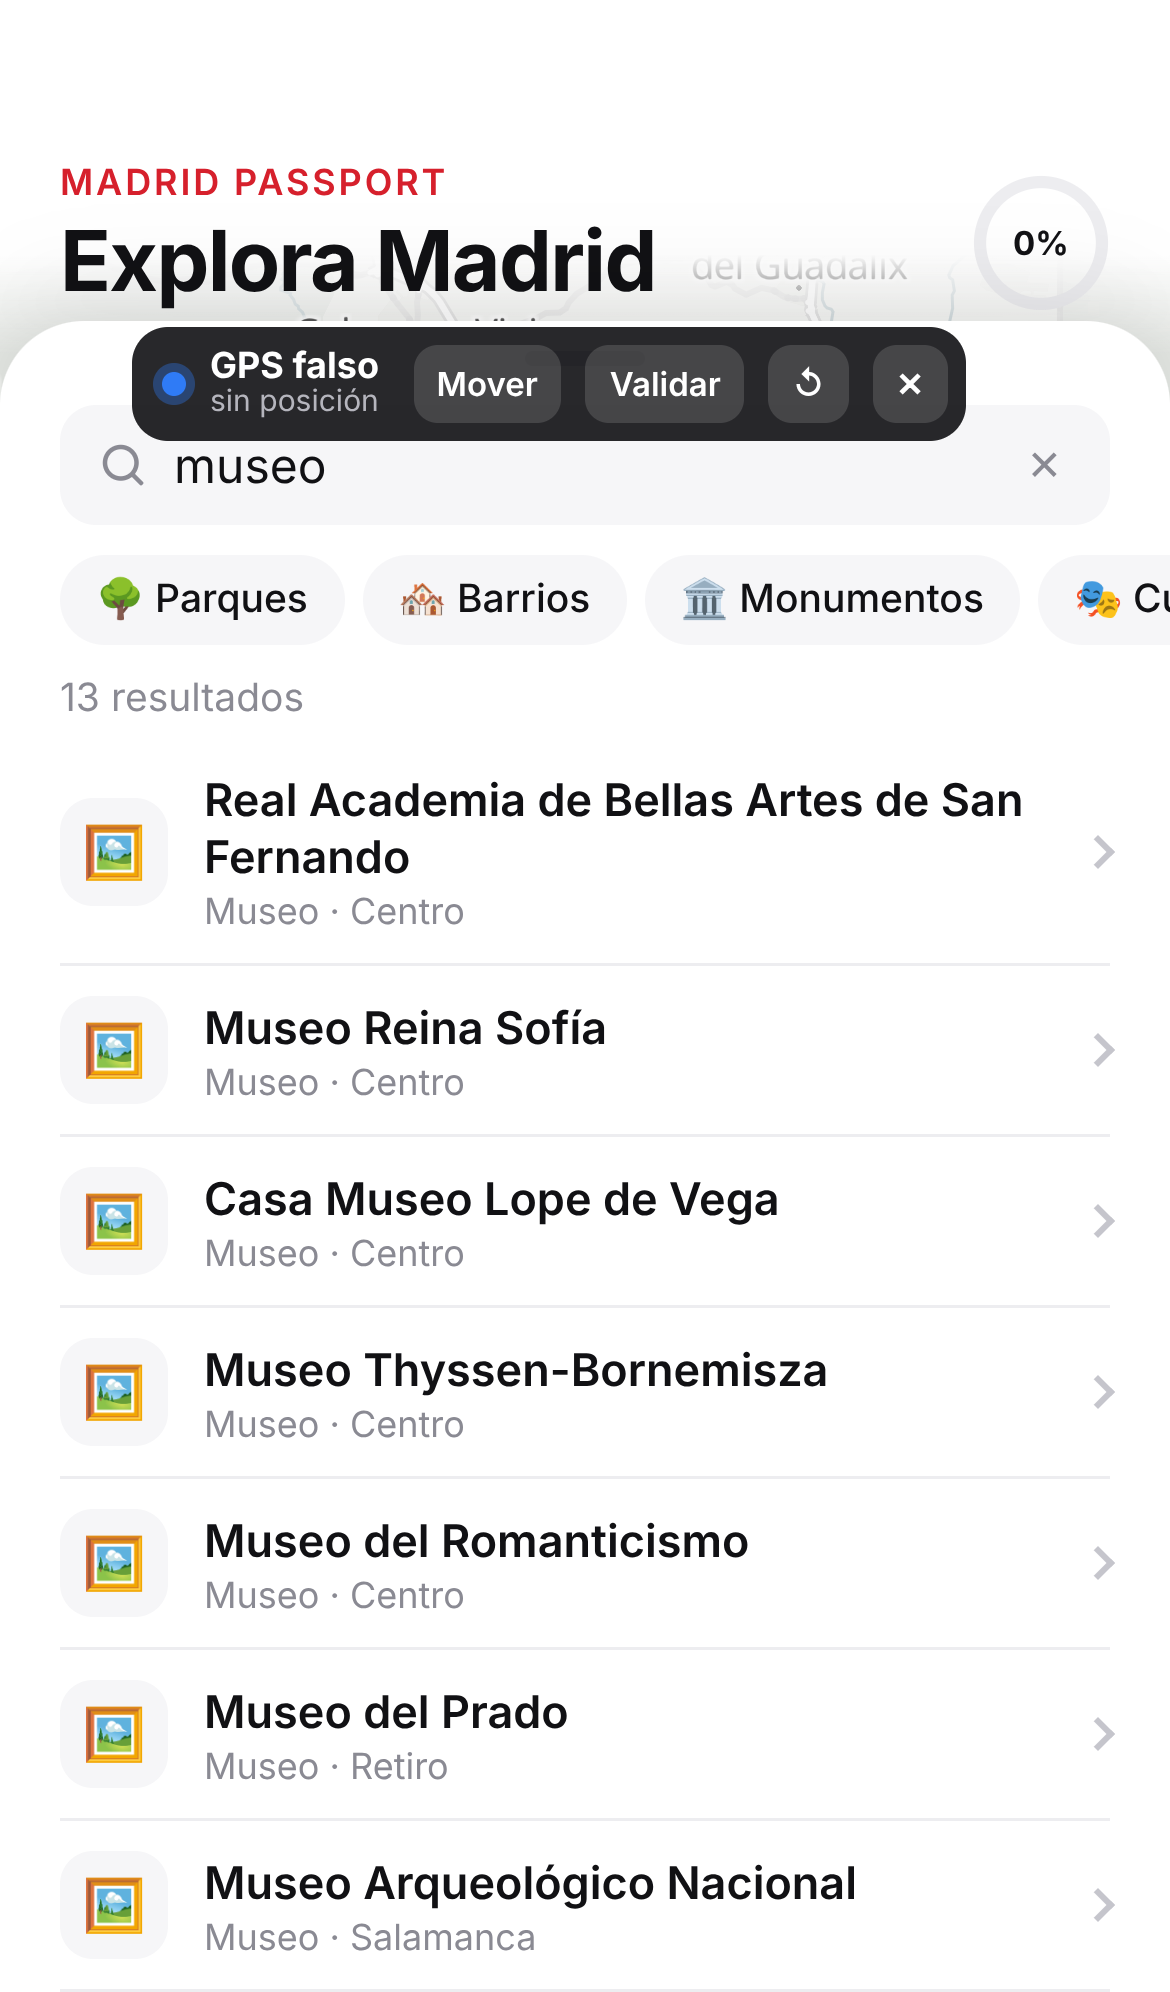 MADRID PASSPORT
Explora Madrid
del Guadalix
0%
GPS falso
sin posición
Mover
Validar
museo
Parques
Barrios
Monumentos
Cu
13 resultados
Real Academia de Bellas Artes de San
Fernando
Museo · Centro
Museo Reina Sofía
Museo · Centro
Casa Museo Lope de Vega
Museo · Centro
Museo Thyssen-Bornemisza
Museo · Centro
Museo del Romanticismo
Museo · Centro
Museo del Prado
Museo · Retiro
Museo Arqueológico Nacional
Museo · Salamanca